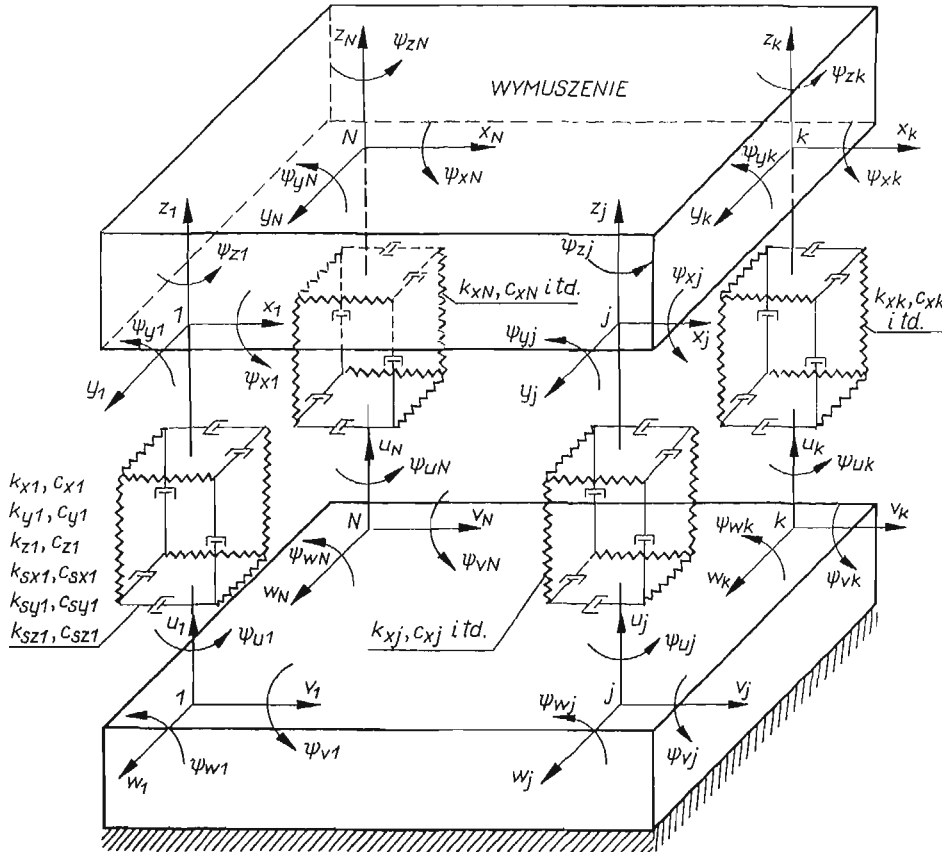 z_N ψ_zN z_k ψ_zk
WYMUSZENIE
N x_N k x_k
ψ_yN ψ_xN ψ_yk ψ_xk
y_N y_k
z_1 z_j
ψ_z1 ψ_zj ψ_xj
k_xN, c_xN itd.
k_xk, c_xk
itd.
1 x_1 j x_j
ψ_y1 ψ_yj
ψ_x1
y_1 y_j
u_N u_k
ψ_uN ψ_uk
k_x1, c_x1
k_y1, c_y1
k_z1, c_z1
k_sx1, c_sx1
k_sy1, c_sy1
k_sz1, c_sz1
N v_N k v_k
ψ_wN ψ_vN ψ_wk ψ_vk
w_N w_k
k_xj, c_xj itd.
u_1 ψ_u1 u_j ψ_uj
1 v_1 j v_j
ψ_w1 ψ_v1 ψ_wj ψ_vj
w_1 w_j